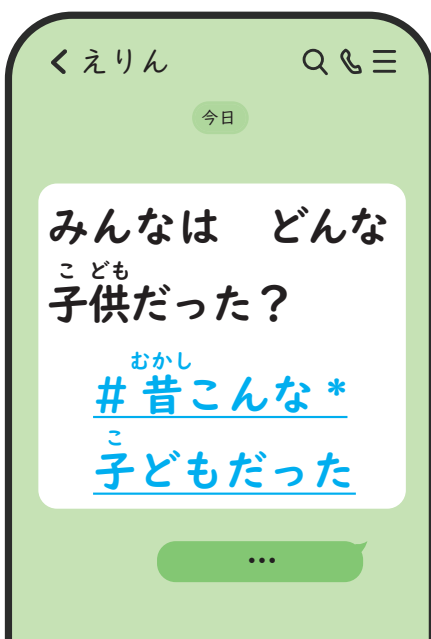 えりん
今日
みんなは　どんな
こ ども
子供だった？
むかし
#昔こんな*
こ
子どもだった
...